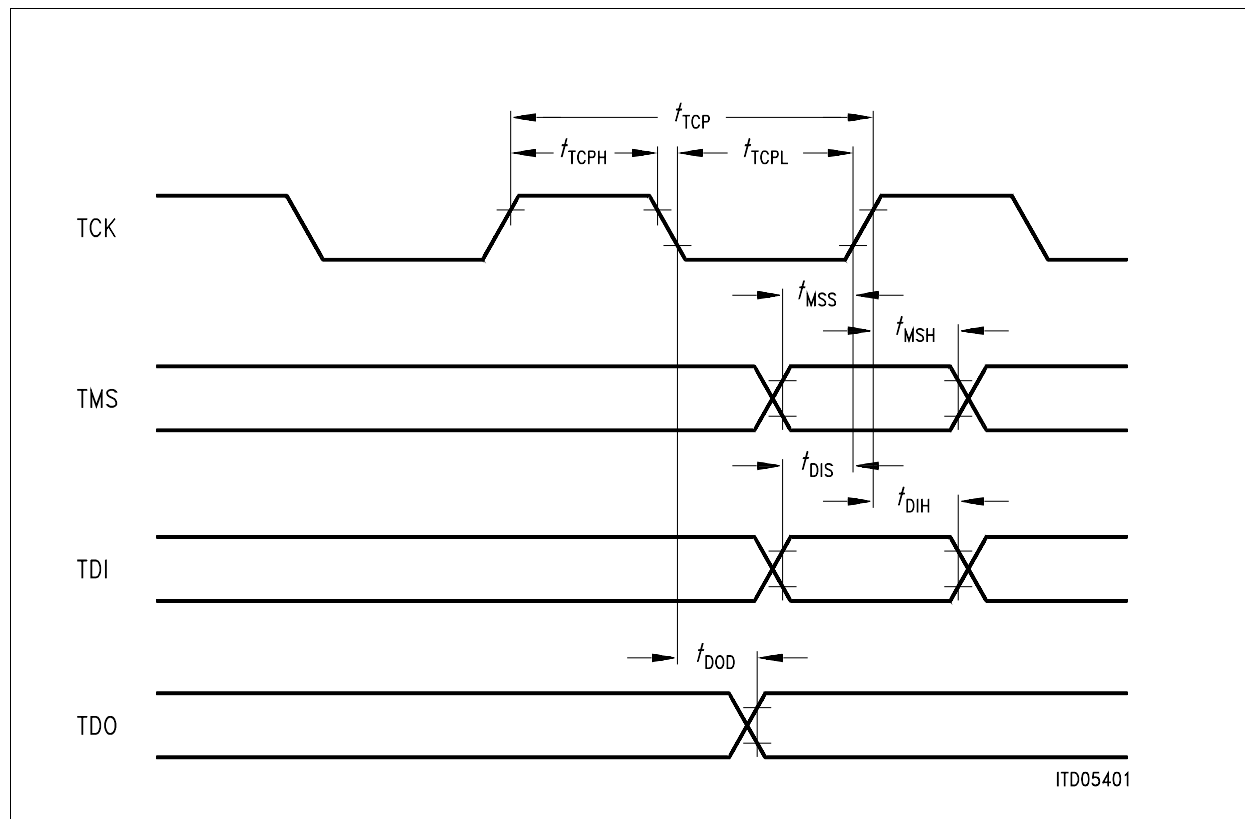 tTCP
tTCPH
tTCPL
TCK
tMSS
tMSH
TMS
tDIS
tDIH
TDI
tDOD
TDO
ITD05401